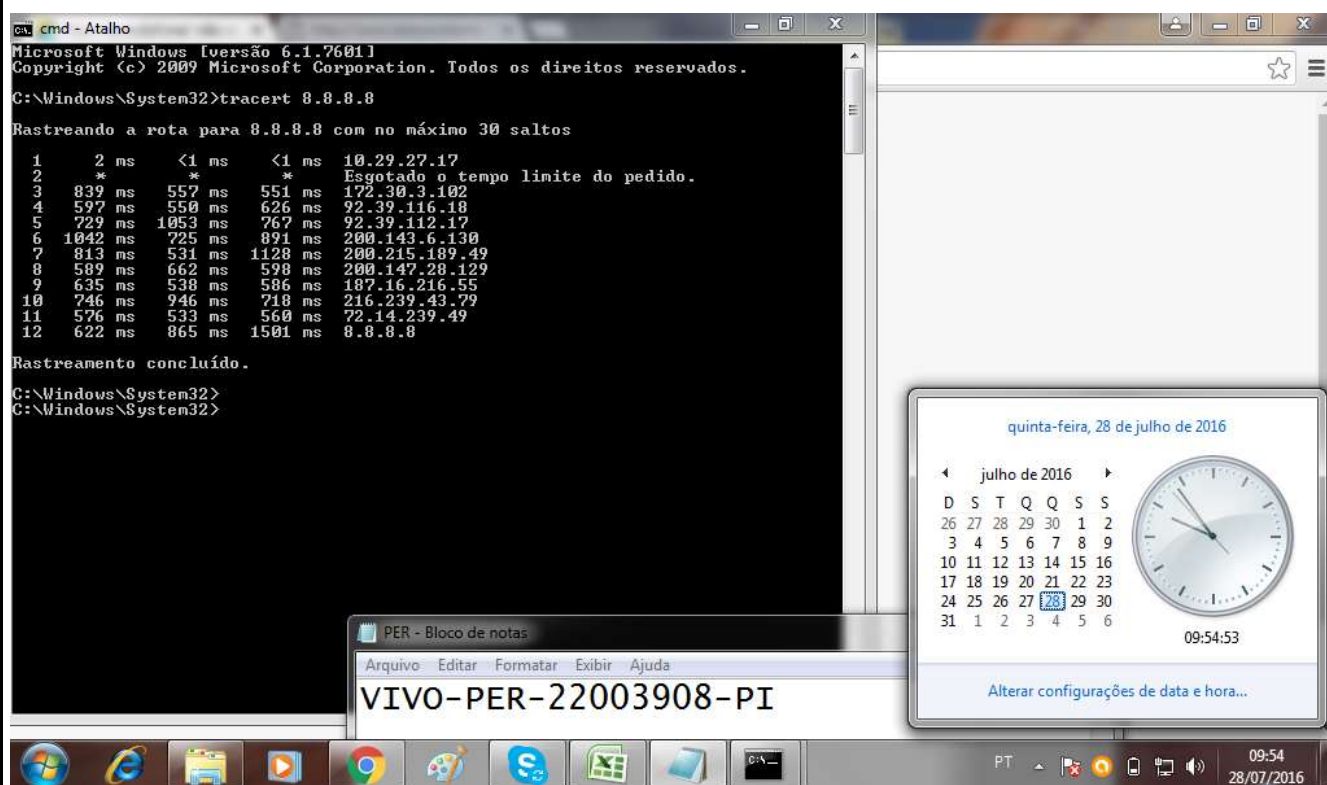 cmd - Atalho
Microsoft Windows [versão 6.1.7601]
Copyright (c) 2009 Microsoft Corporation. Todos os direitos reservados.
C:\Windows\System32>tracert 8.8.8.8
Rastreando a rota para 8.8.8.8 com no máximo 30 saltos
1 2 ms <1 ms <1 ms 10.29.27.17
2 * * * Esgotado o tempo limite do pedido.
3 839 ms 557 ms 551 ms 172.30.3.102
4 597 ms 550 ms 626 ms 92.39.116.18
5 729 ms 1053 ms 767 ms 92.39.112.17
6 1042 ms 725 ms 891 ms 200.143.6.130
7 813 ms 531 ms 1128 ms 200.215.189.49
8 589 ms 662 ms 598 ms 200.147.28.129
9 635 ms 538 ms 586 ms 187.16.216.55
10 746 ms 946 ms 718 ms 216.239.43.79
11 576 ms 533 ms 560 ms 72.14.239.49
12 622 ms 865 ms 1501 ms 8.8.8.8
Rastreamento concluído.
C:\Windows\System32>
C:\Windows\System32>
PER - Bloco de notas
Arquivo Editar Formatar Exibir Ajuda
VIVO-PER-22003908-PI
quinta-feira, 28 de julho de 2016
julho de 2016
D S T Q Q S S
26 27 28 29 30 1 2
3 4 5 6 7 8 9
10 11 12 13 14 15 16
17 18 19 20 21 22 23
24 25 26 27 28 29 30
31 1 2 3 4 5 6
09:54:53
Alterar configurações de data e hora...
PT
09:54
28/07/2016